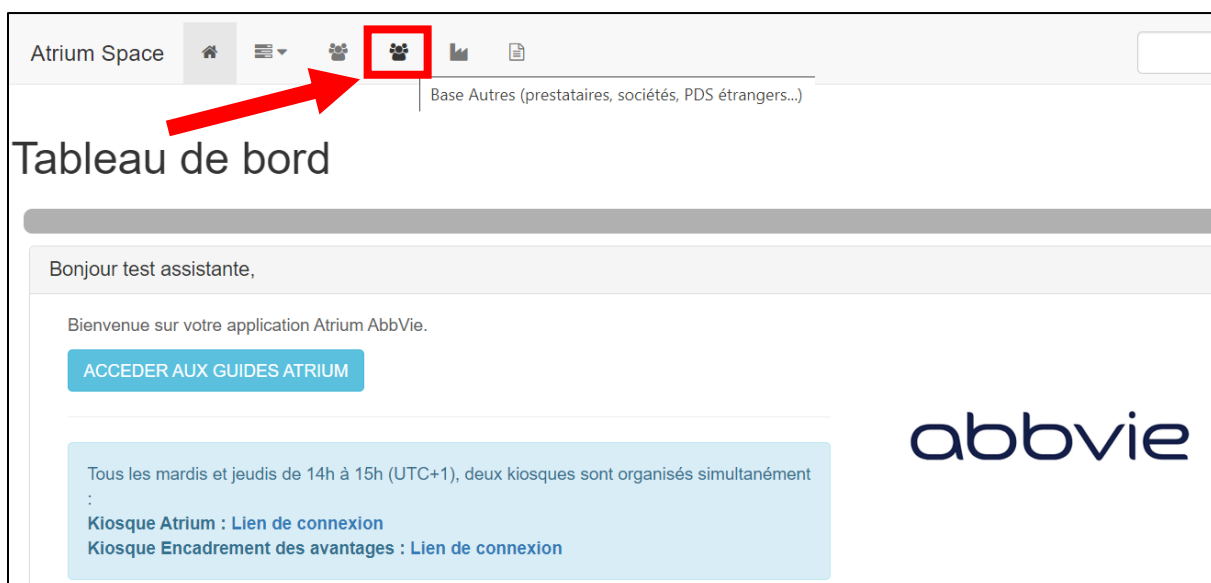 Atrium Space
Base Autres (prestataires, sociétés, PDS étrangers...)
Tableau de bord
Bonjour test assistante,
Bienvenue sur votre application Atrium AbbVie.
ACCEDER AUX GUIDES ATRIUM
abbvie
Tous les mardis et jeudis de 14h à 15h (UTC+1), deux kiosques sont organisés simultanément
:
Kiosque Atrium : Lien de connexion
Kiosque Encadrement des avantages : Lien de connexion